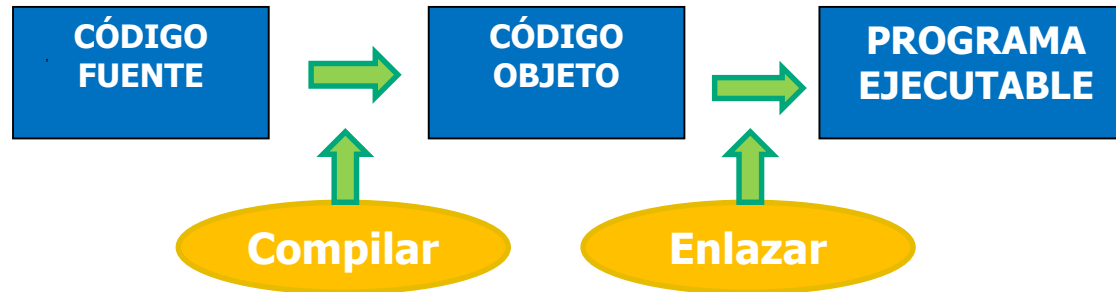 CÓDIGO
FUENTE
CÓDIGO
OBJETO
PROGRAMA
EJECUTABLE
Compilar
Enlazar